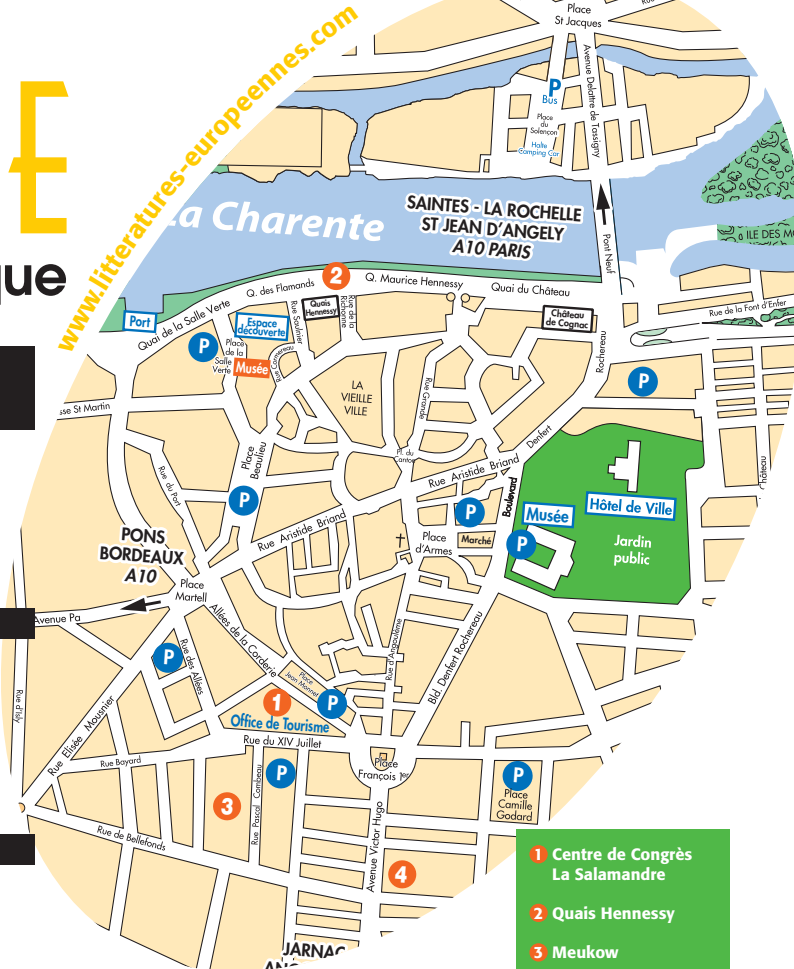 www.litteratures-europeennes.com
E
que
Place
St Jacques
P
Bus
Place
du
Solençon
Halte
Camping Car
Avenue Delattre de Tassigny
La Charente
SAINTES - LA ROCHELLE
ST JEAN D'ANGELY
A10 PARIS
Pont Neuf
ILE DES
2
Q. des Flamands
Q. Maurice Hennessy
Quai du Château
Rue de la Font d'Enfer
Port
Quai de la Salle Verte
Espace
découverte
Rue Saulnier
Quais
Hennessy
Rue de la
Richonne
Château
de Cognac
P
Place
de la
Salle
Verte
Musée
Rochereau
P
LA
VIEILLE
VILLE
Rue Grande
sse St Martin
Place
Beaulieu
Pl. du
Rue du Port
Rue Aristide Briand
Denfert
Boulevard
P
Rue Aristide Briand
P
Place
d'Armes
Marché
Musée
P
Hôtel de Ville
Jardin
public
hâteau
PONS
BORDEAUX
A10
Place
Martell
Avenue Pa
Allées de la Corderie
Rue d'Angoulême
Bld. Denfert Rochereau
P
Rue des Allées
Place
Jean Monnet
1
P
Office de Tourisme
Rue d'Isly
Rue Elisée Mousnier
Rue du XIV Juillet
Rue Bayard
P
Place
François 1er
P
Place
Camille
Godard
3
Rue Pascal Combeau
Avenue Victor Hugo
Rue de Bellefonds
4
JARNAC
1 Centre de Congrès
La Salamandre
2 Quais Hennessy
3 Meukow